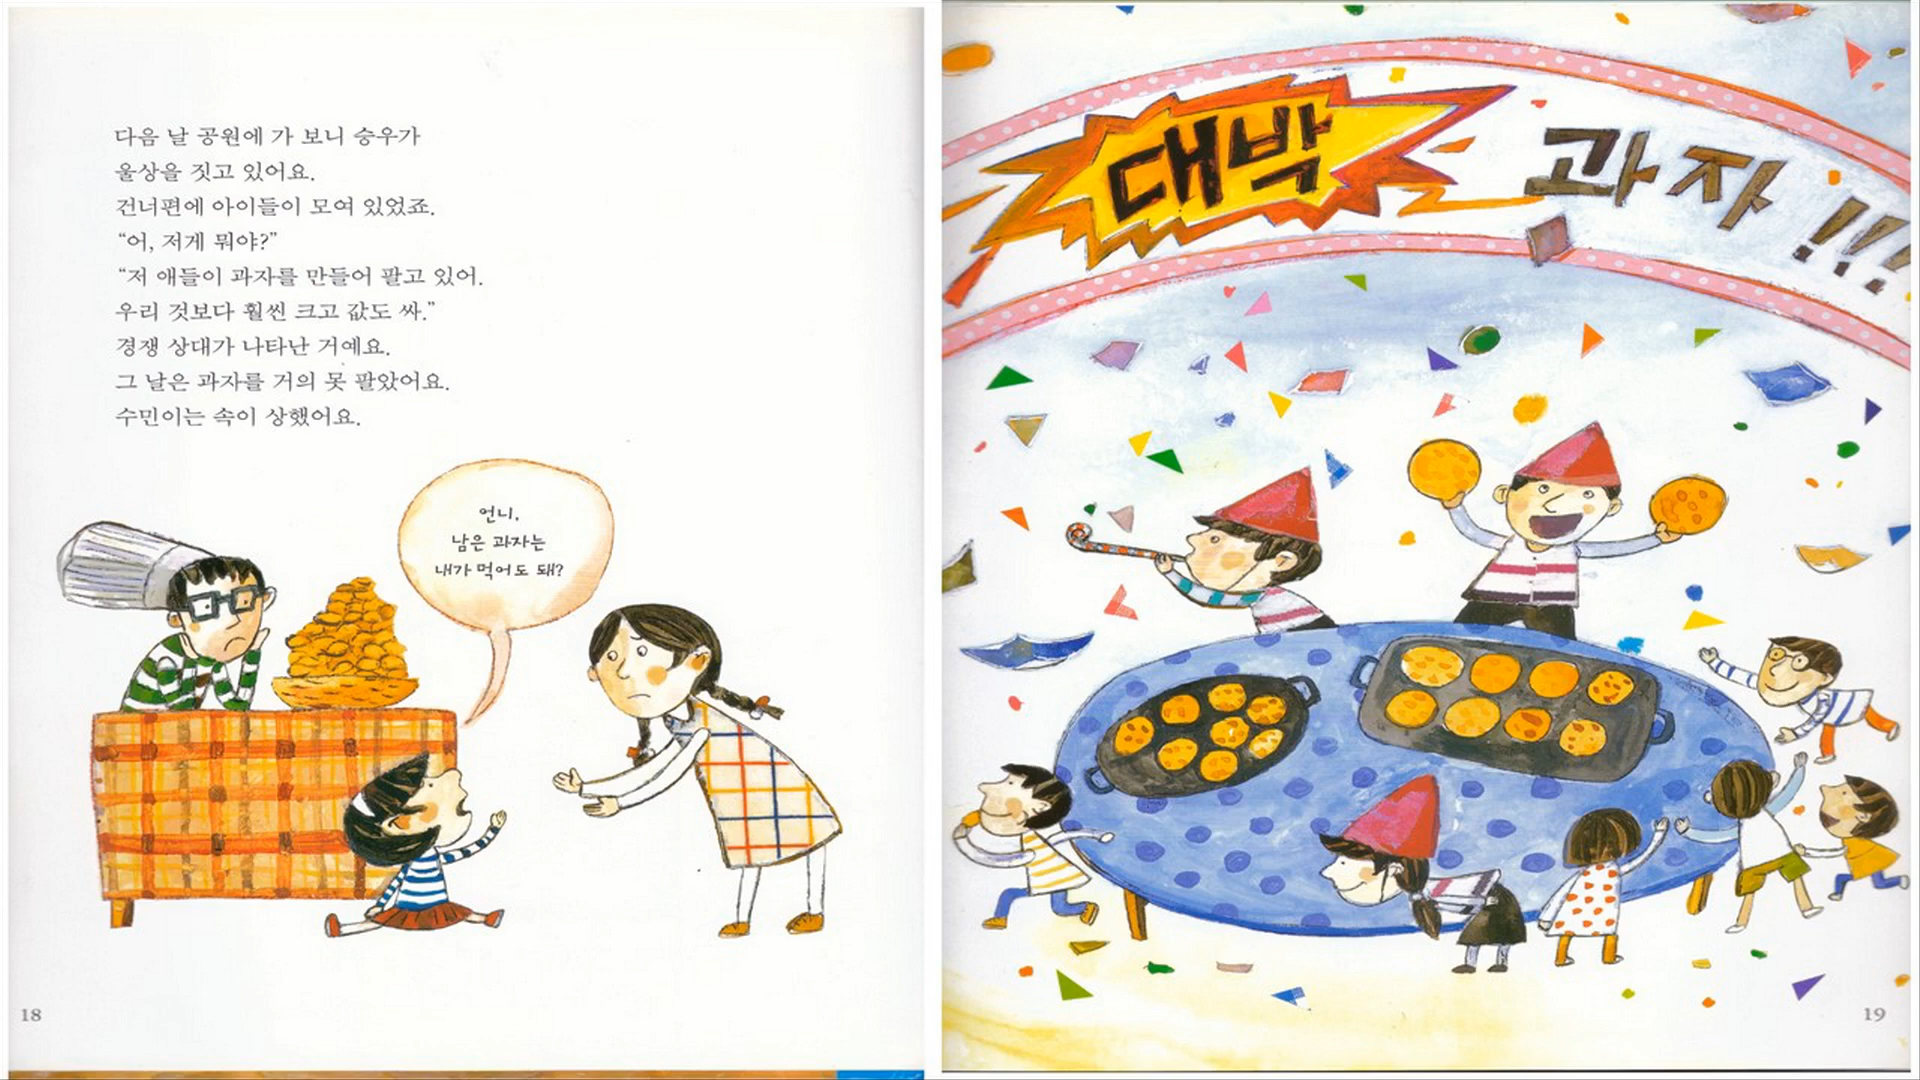 다음 날 공원에 가 보니 승우가
울상을 짓고 있어요.
건너편에 아이들이 모여 있었죠.
“어, 저게 뭐야?”
“저 애들이 과자를 만들어 팔고 있어.
우리 것보다 훨씬 크고 값도 싸.”
경쟁 상대가 나타난 거예요.
그 날은 과자를 거의 못 팔았어요.
수민이는 속이 상했어요.
언니,
남은 과자는
내가 먹어도 돼?
18
대박 과자!!!
19